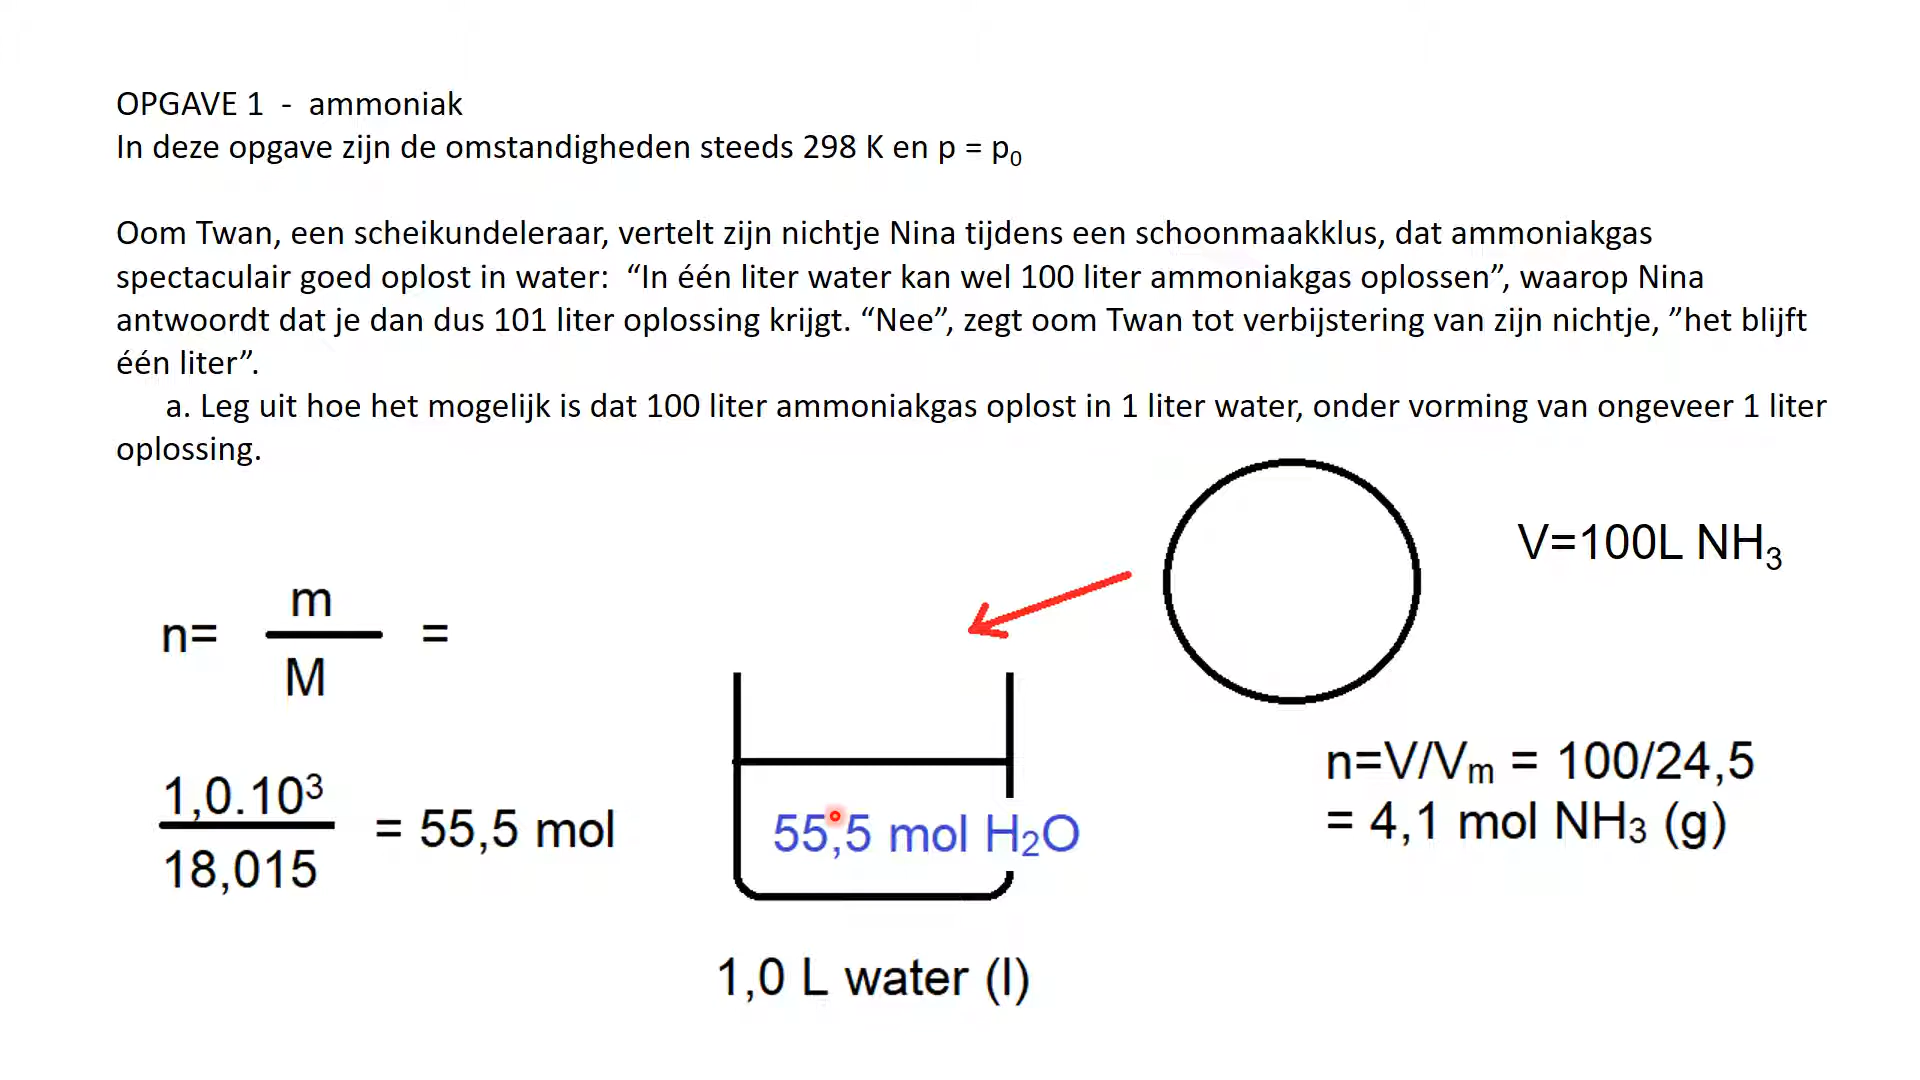 OPGAVE 1  -  ammoniak
In deze opgave zijn de omstandigheden steeds 298 K en p = p₀
Oom Twan, een scheikundeleraar, vertelt zijn nichtje Nina tijdens een schoonmaakklus, dat ammoniakgas
spectaculair goed oplost in water:  “In één liter water kan wel 100 liter ammoniakgas oplossen”, waarop Nina
antwoordt dat je dan dus 101 liter oplossing krijgt. “Nee”, zegt oom Twan tot verbijstering van zijn nichtje, ”het blijft
één liter”.
a. Leg uit hoe het mogelijk is dat 100 liter ammoniakgas oplost in 1 liter water, onder vorming van ongeveer 1 liter
oplossing.
V=100L NH₃
m
n= =
M
n=V/Vₘ = 100/24,5
= 4,1 mol NH₃ (g)
1,0.10³
= 55,5 mol
18,015
55,5 mol H₂O
1,0 L water (l)